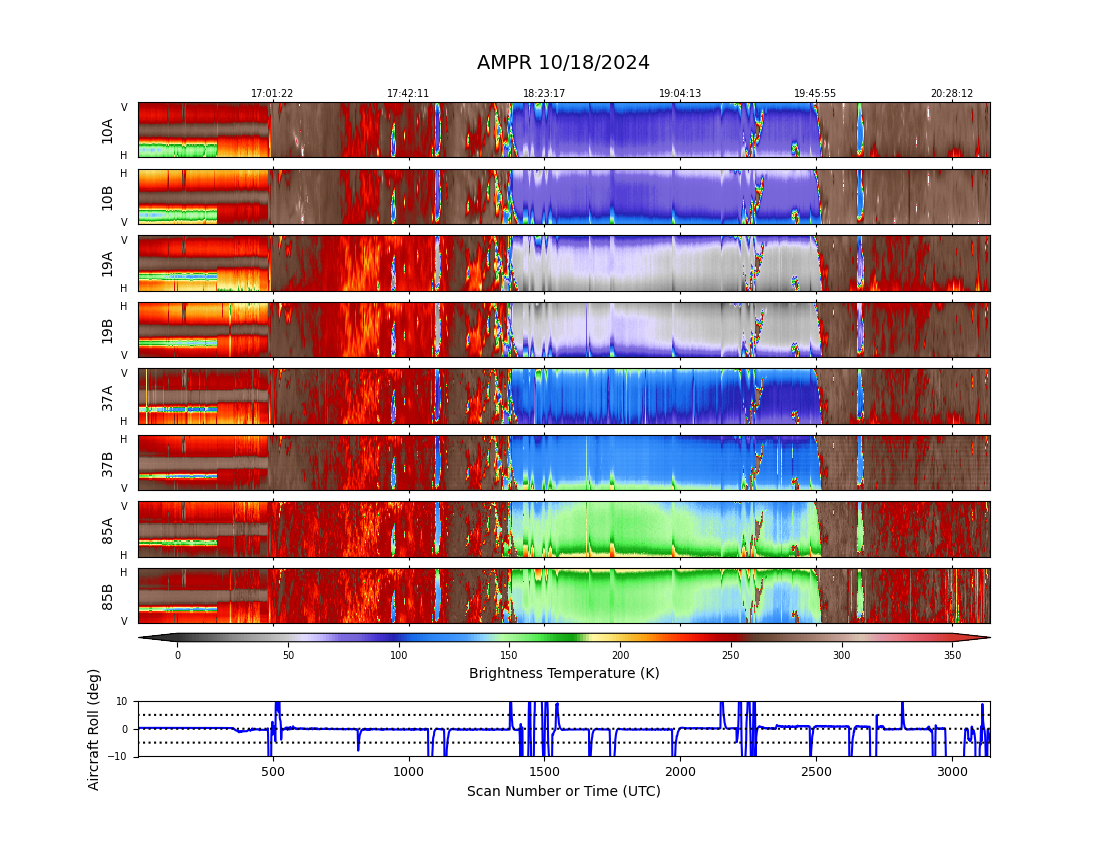 AMPR 10/18/2024
17:01:22 17:42:11 18:23:17 19:04:13 19:45:55 20:28:12
V
10A
H
H
10B
V
V
19A
H
H
19B
V
V
37A
H
H
37B
V
V
85A
H
H
85B
V
0 50 100 150 200 250 300 350
Brightness Temperature (K)
Aircraft Roll (deg)
10
0
−10
500 1000 1500 2000 2500 3000
Scan Number or Time (UTC)